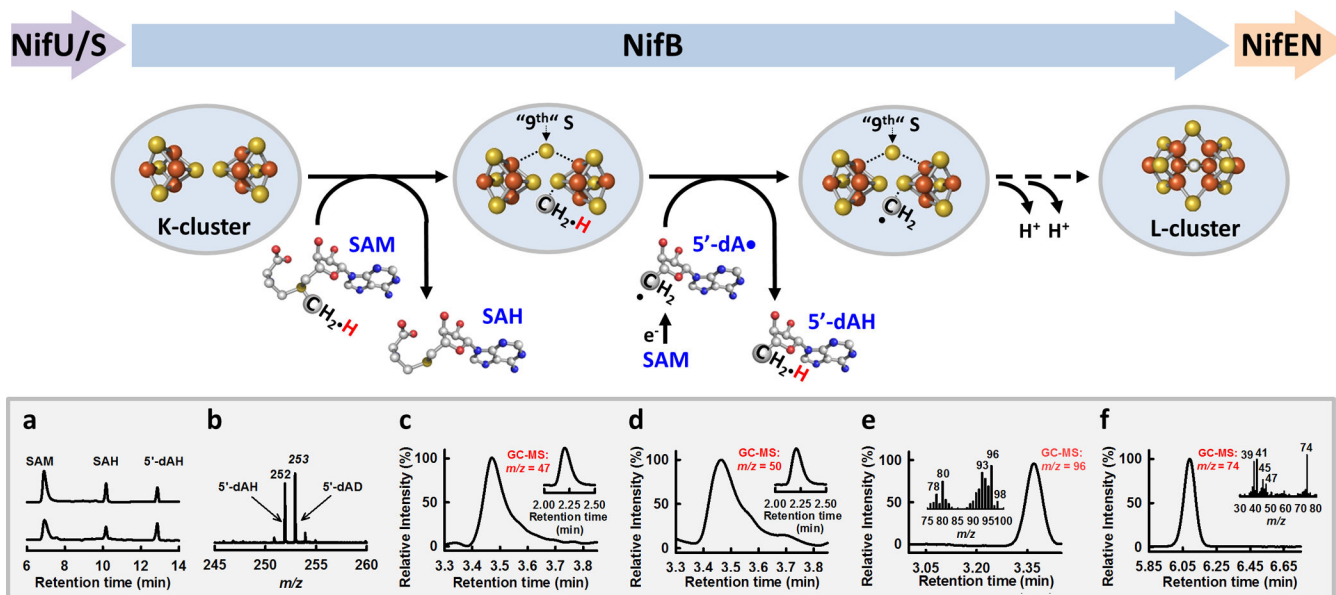 NifU/S
NifB
NifEN
"9th" S
"9th" S
K-cluster
CH2•H
•CH2
H+ H+
L-cluster
SAM
CH2•H
SAH
5'-dA•
•CH2
e-
SAM
5'-dAH
CH2•H
a
SAM SAH 5'-dAH
6 8 10 12 14
Retention time (min)
b
253
252
5'-dAH
5'-dAD
245 250 255 260
m/z
c
Relative Intensity (%)
100
50
0
GC-MS:
m/z = 47
2.00 2.25 2.50
Retention time
(min)
3.3 3.4 3.5 3.6 3.7 3.8
Retention time (min)
d
Relative Intensity (%)
100
50
0
GC-MS:
m/z = 50
2.00 2.25 2.50
Retention time
(min)
3.3 3.4 3.5 3.6 3.7 3.8
Retention time (min)
e
Relative Intensity (%)
100
50
0
GC-MS:
m/z = 96
96
93
80
78
98
75 80 85 90 95 100
m/z
3.05 3.20 3.35
Retention time (min)
f
Relative Intensity (%)
100
50
0
GC-MS:
m/z = 74
74
39 41
45
47
30 40 50 60 70 80
m/z
5.85 6.05 6.25 6.45 6.65
Retention time (min)